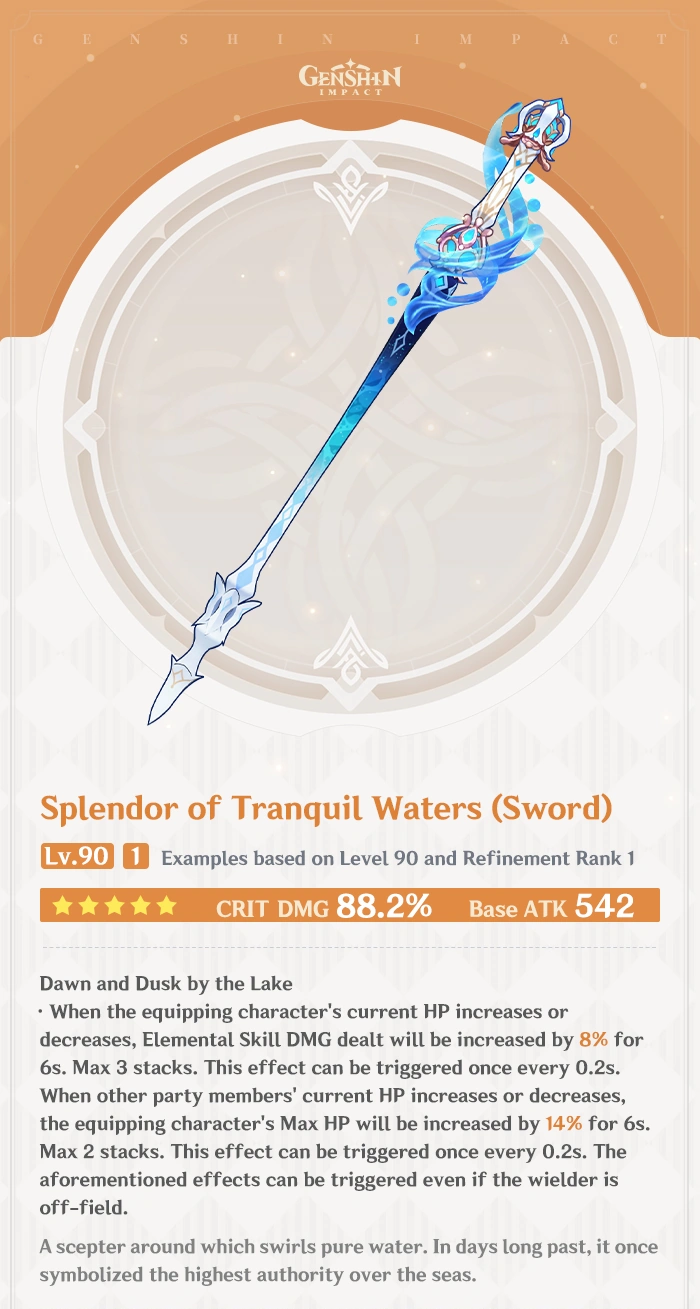 GENSHIN IMPACT
GENSHIN
IMPACT
Splendor of Tranquil Waters (Sword)
Lv.90 1 Examples based on Level 90 and Refinement Rank 1
CRIT DMG 88.2% Base ATK 542
Dawn and Dusk by the Lake
· When the equipping character's current HP increases or
decreases, Elemental Skill DMG dealt will be increased by 8% for
6s. Max 3 stacks. This effect can be triggered once every 0.2s.
When other party members' current HP increases or decreases,
the equipping character's Max HP will be increased by 14% for 6s.
Max 2 stacks. This effect can be triggered once every 0.2s. The
aforementioned effects can be triggered even if the wielder is
off-field.
A scepter around which swirls pure water. In days long past, it once
symbolized the highest authority over the seas.